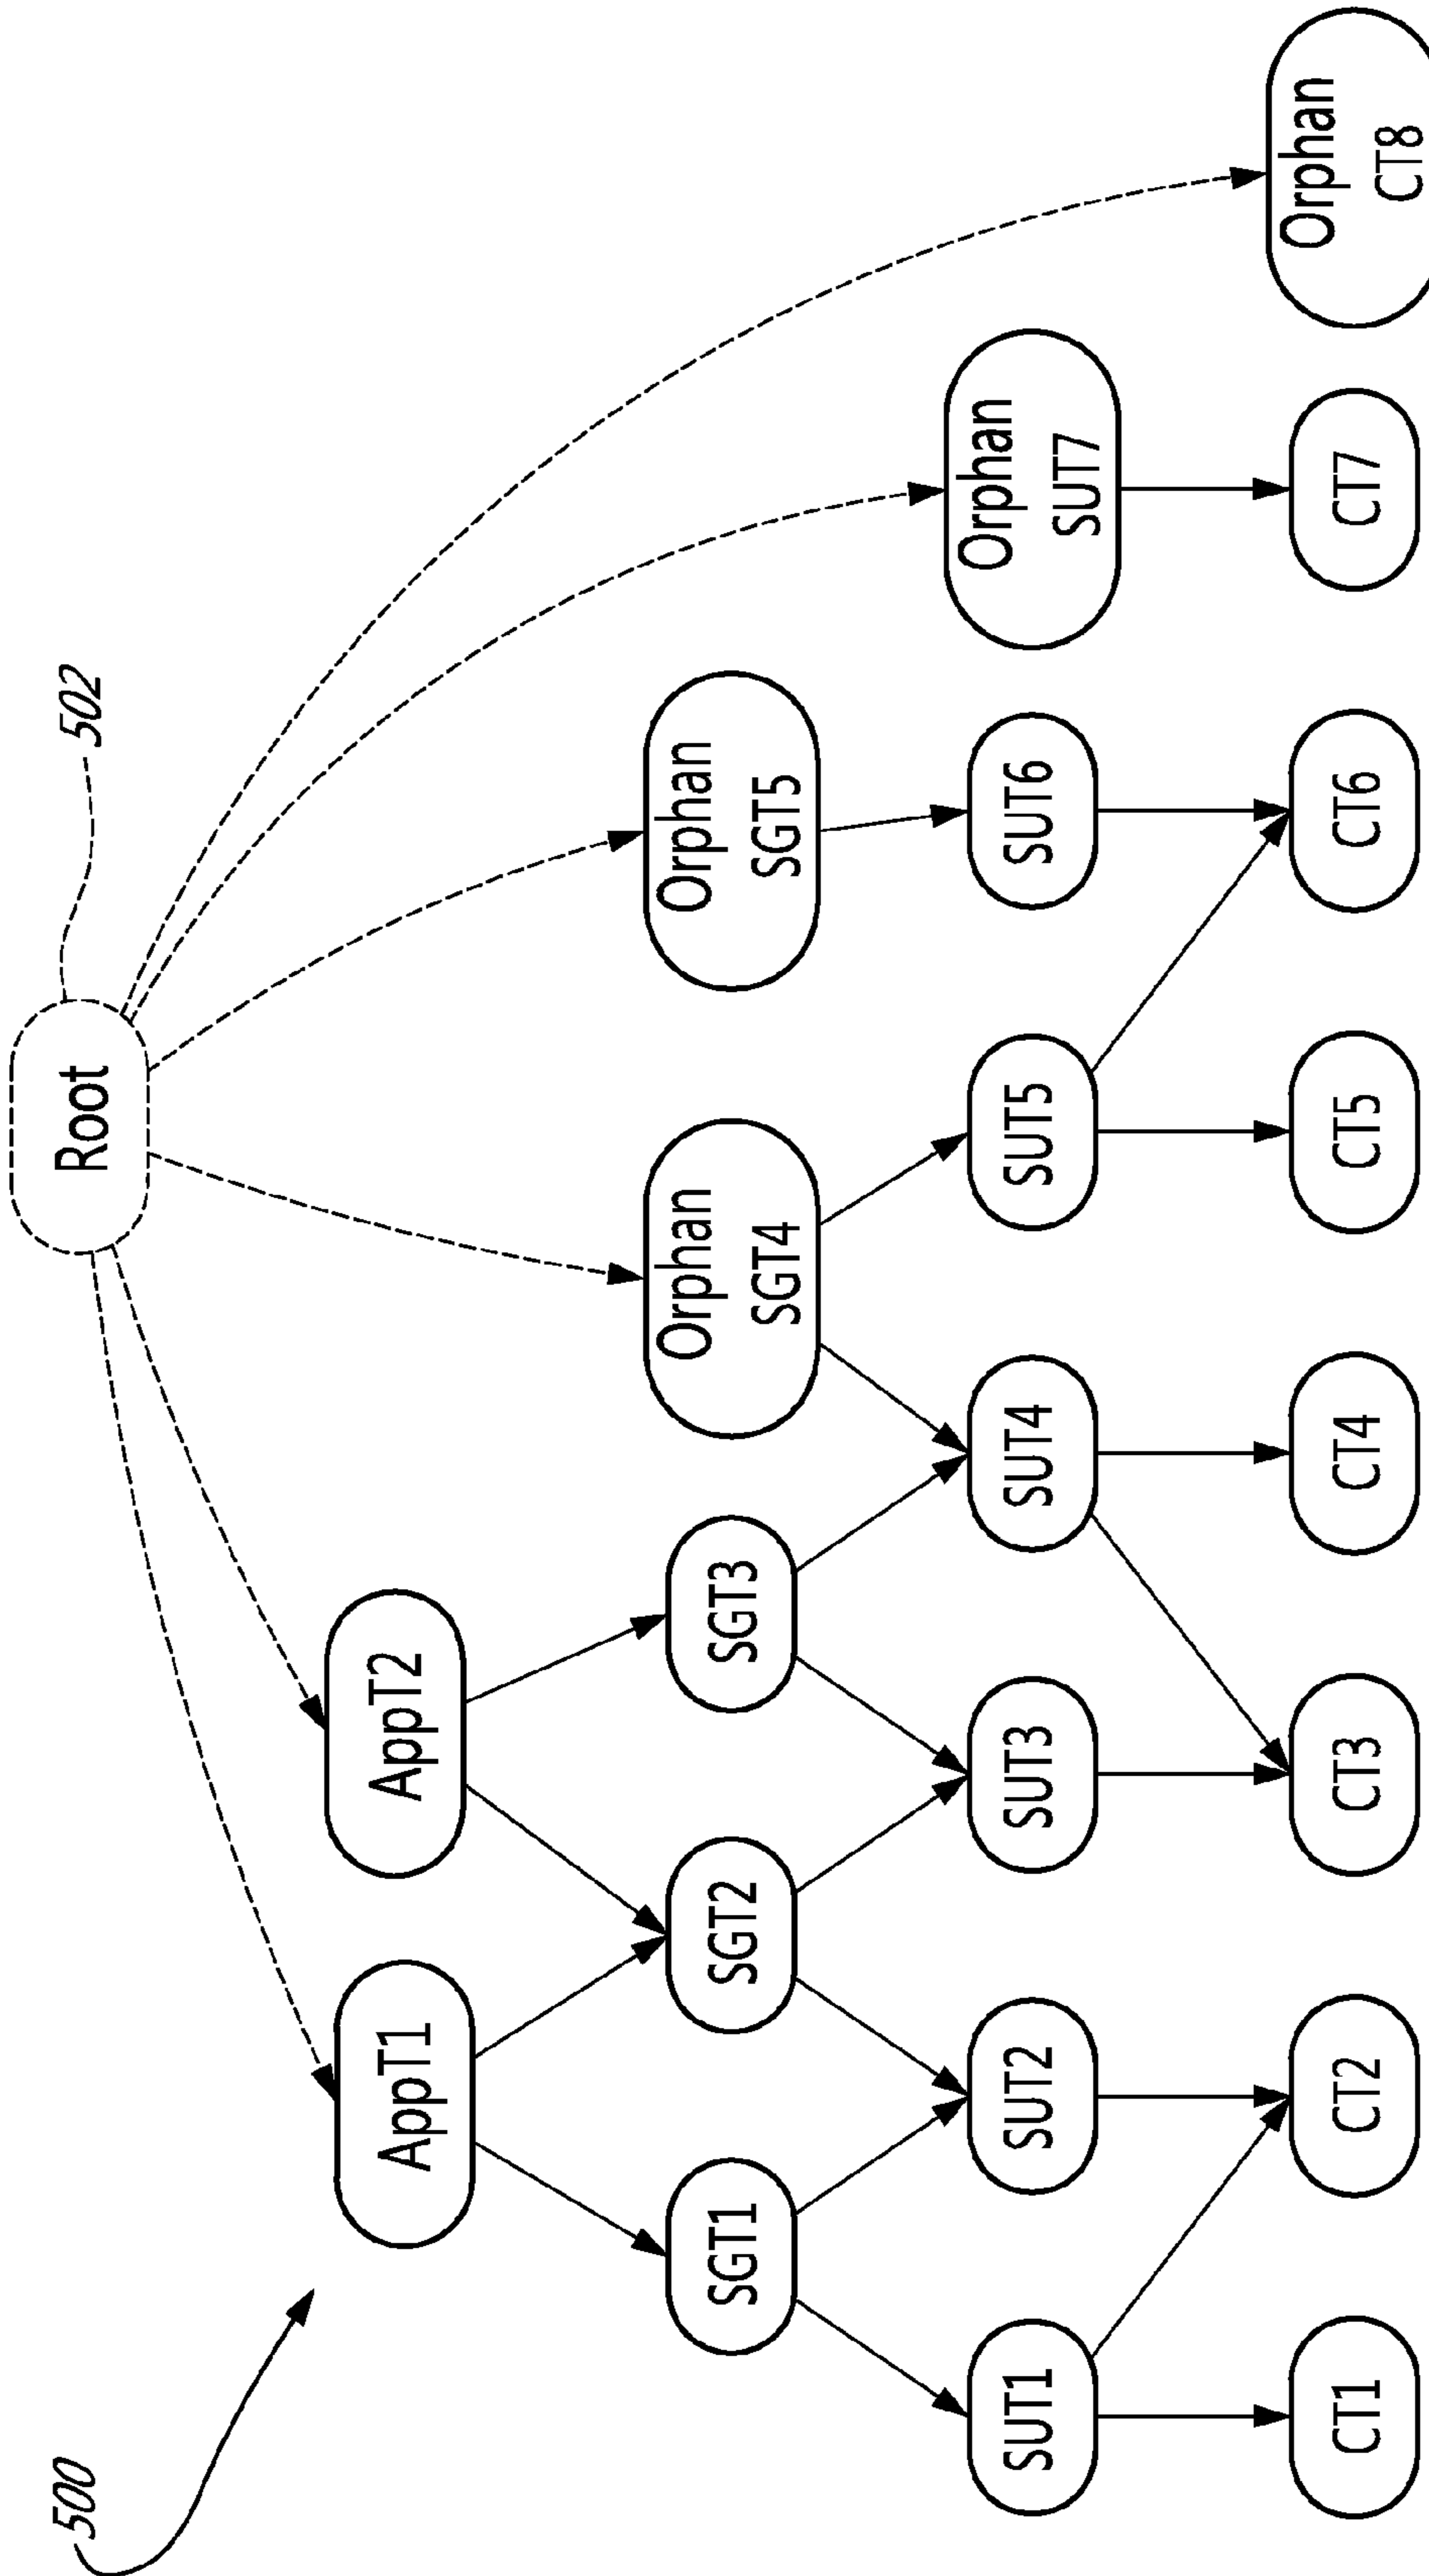 500
Root
502
AppT1
AppT2
SGT1
SGT2
SGT3
Orphan
SGT4
Orphan
SGT5
SUT1
SUT2
SUT3
SUT4
SUT5
SUT6
Orphan
SUT7
CT1
CT2
CT3
CT4
CT5
CT6
CT7
Orphan
CT8